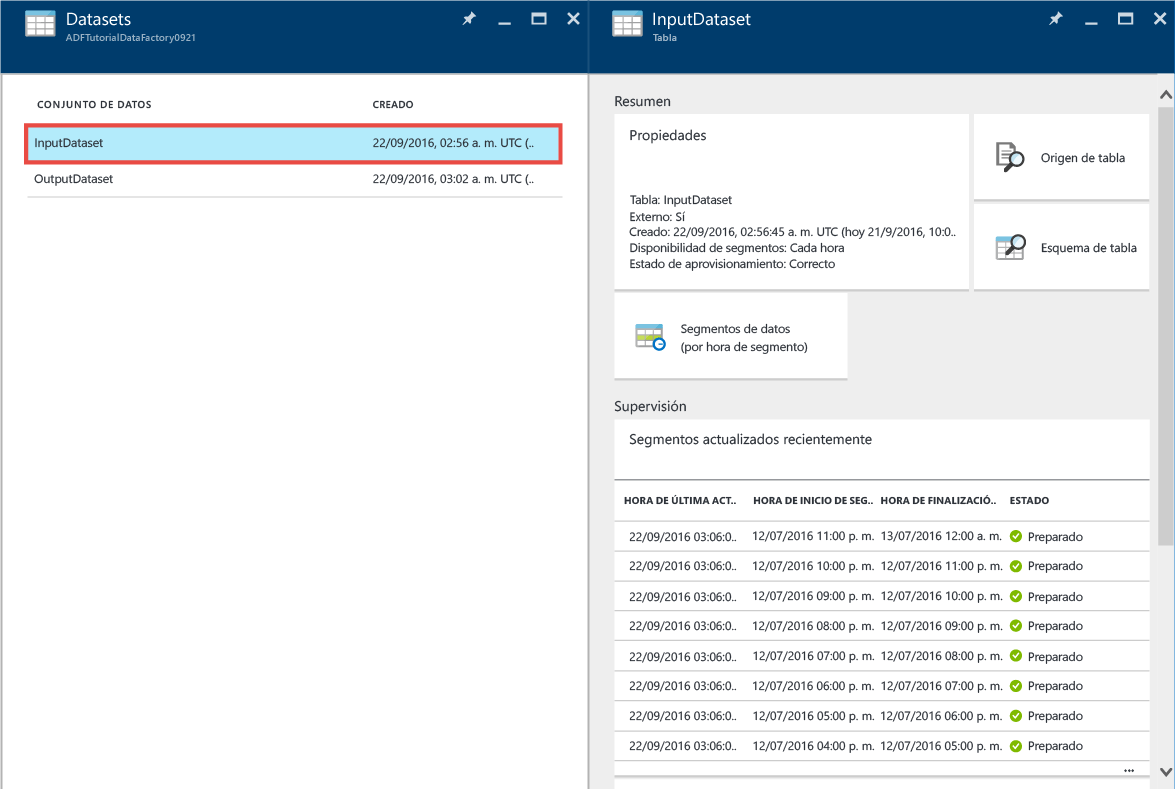 Datasets
ADFTutorialDataFactory0921
CONJUNTO DE DATOS CREADO
InputDataset 22/09/2016, 02:56 a. m. UTC (..
OutputDataset 22/09/2016, 03:02 a. m. UTC (..
InputDataset
Tabla
Resumen
Propiedades
Tabla: InputDataset
Externo: Sí
Creado: 22/09/2016, 02:56:45 a. m. UTC (hoy 21/9/2016, 10:0..
Disponibilidad de segmentos: Cada hora
Estado de aprovisionamiento: Correcto
Origen de tabla
Esquema de tabla
Segmentos de datos
(por hora de segmento)
Supervisión
Segmentos actualizados recientemente
HORA DE ÚLTIMA ACT.. HORA DE INICIO DE SEG.. HORA DE FINALIZACIÓ.. ESTADO
22/09/2016 03:06:0.. 12/07/2016 11:00 p. m. 13/07/2016 12:00 a. m. Preparado
22/09/2016 03:06:0.. 12/07/2016 10:00 p. m. 12/07/2016 11:00 p. m. Preparado
22/09/2016 03:06:0.. 12/07/2016 09:00 p. m. 12/07/2016 10:00 p. m. Preparado
22/09/2016 03:06:0.. 12/07/2016 08:00 p. m. 12/07/2016 09:00 p. m. Preparado
22/09/2016 03:06:0.. 12/07/2016 07:00 p. m. 12/07/2016 08:00 p. m. Preparado
22/09/2016 03:06:0.. 12/07/2016 06:00 p. m. 12/07/2016 07:00 p. m. Preparado
22/09/2016 03:06:0.. 12/07/2016 05:00 p. m. 12/07/2016 06:00 p. m. Preparado
22/09/2016 03:06:0.. 12/07/2016 04:00 p. m. 12/07/2016 05:00 p. m. Preparado
...